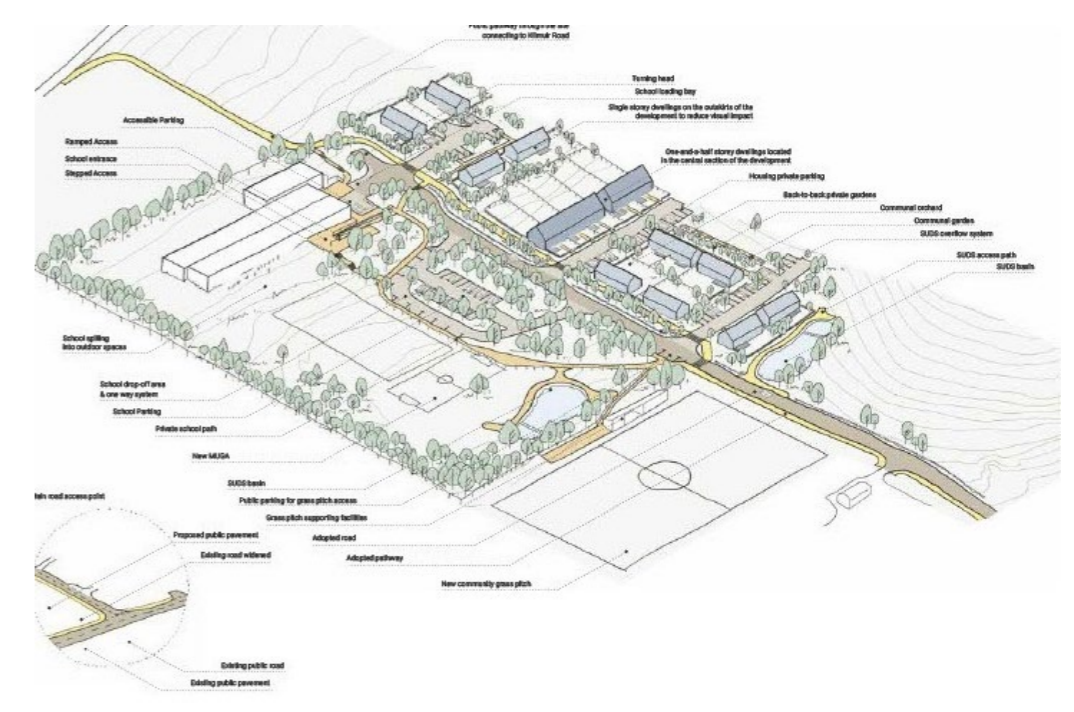 Public pathway through the site
connecting to Kilmuir Road
Turning head
School loading bay
Single storey dwellings on the outskirts of the
development to reduce visual impact
Accessible Parking
Ramped Access
School entrance
Stepped Access
One-and-a-half storey dwellings located
in the central section of the development
Housing private parking
Back-to-back private gardens
Communal orchard
Communal garden
SUDS overflow system
SUDS access path
SUDS basin
School spilling
into outdoor spaces
School drop-off area
& one way system
School Parking
Private school path
New MUGA
SUDS basin
Public parking for grass pitch access
Grass pitch supporting facilities
Adopted road
Adopted pathway
New community grass pitch
road access point
Proposed public pavement
Existing road widened
Existing public road
Existing public pavement